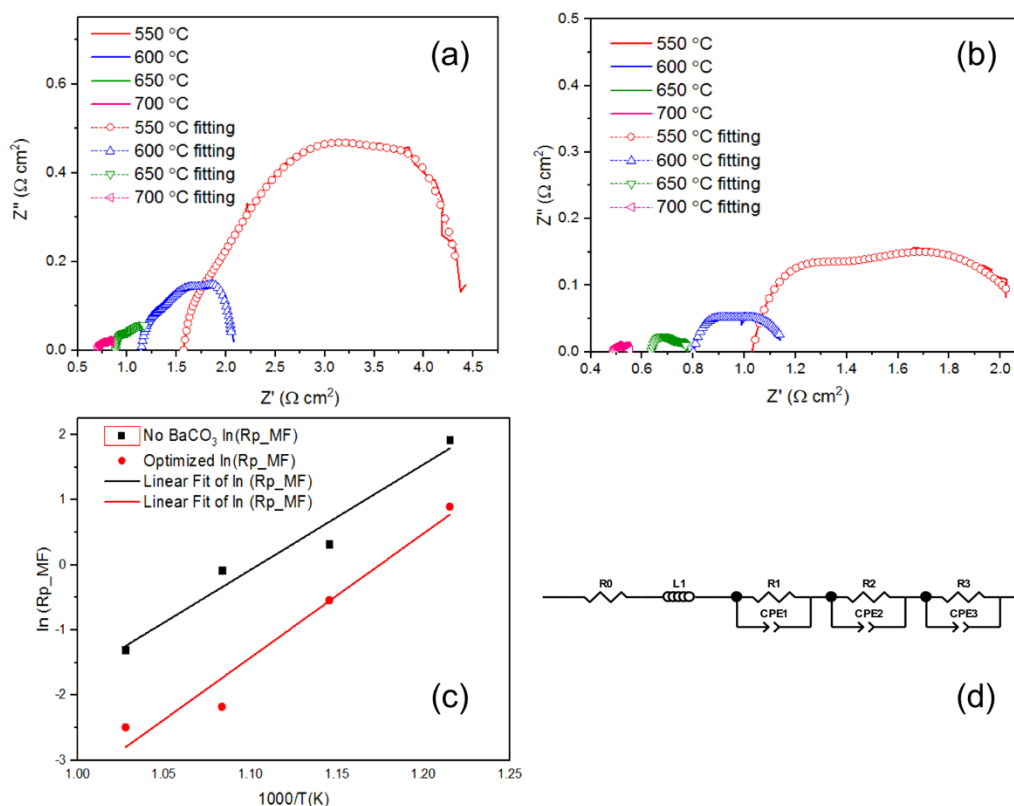 (a)
550 °C
600 °C
650 °C
700 °C
550 °C fitting
600 °C fitting
650 °C fitting
700 °C fitting
0.6
0.4
0.2
0.0
Z'' (Ω cm²)
0.5 1.0 1.5 2.0 2.5 3.0 3.5 4.0 4.5 5.0
Z' (Ω cm²)
(b)
550 °C
600 °C
650 °C
700 °C
550 °C fitting
600 °C fitting
650 °C fitting
700 °C fitting
0.5
0.4
0.3
0.2
0.1
0.0
Z'' (Ω cm²)
0.4 0.6 0.8 1.0 1.2 1.4 1.6 1.8 2.0
Z' (Ω cm²)
No BaCO₃ ln(Rp_MF)
Optimized ln(Rp_MF)
Linear Fit of ln (Rp_MF)
Linear Fit of ln (Rp_MF)
2
1
0
-1
-2
-3
ln (Rp_MF)
(c)
1.00 1.05 1.10 1.15 1.20 1.25
1000/T(K)
R0 L1 R1 R2 R3
CPE1 CPE2 CPE3
(d)